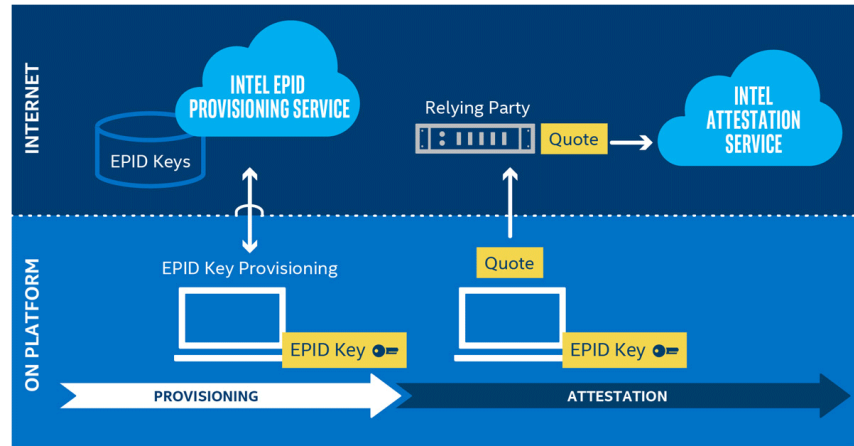 INTERNET
INTEL EPID
PROVISIONING SERVICE
EPID Keys
Relying Party
Quote
INTEL
ATTESTATION
SERVICE
ON PLATFORM
EPID Key Provisioning
EPID Key
Quote
EPID Key
PROVISIONING
ATTESTATION